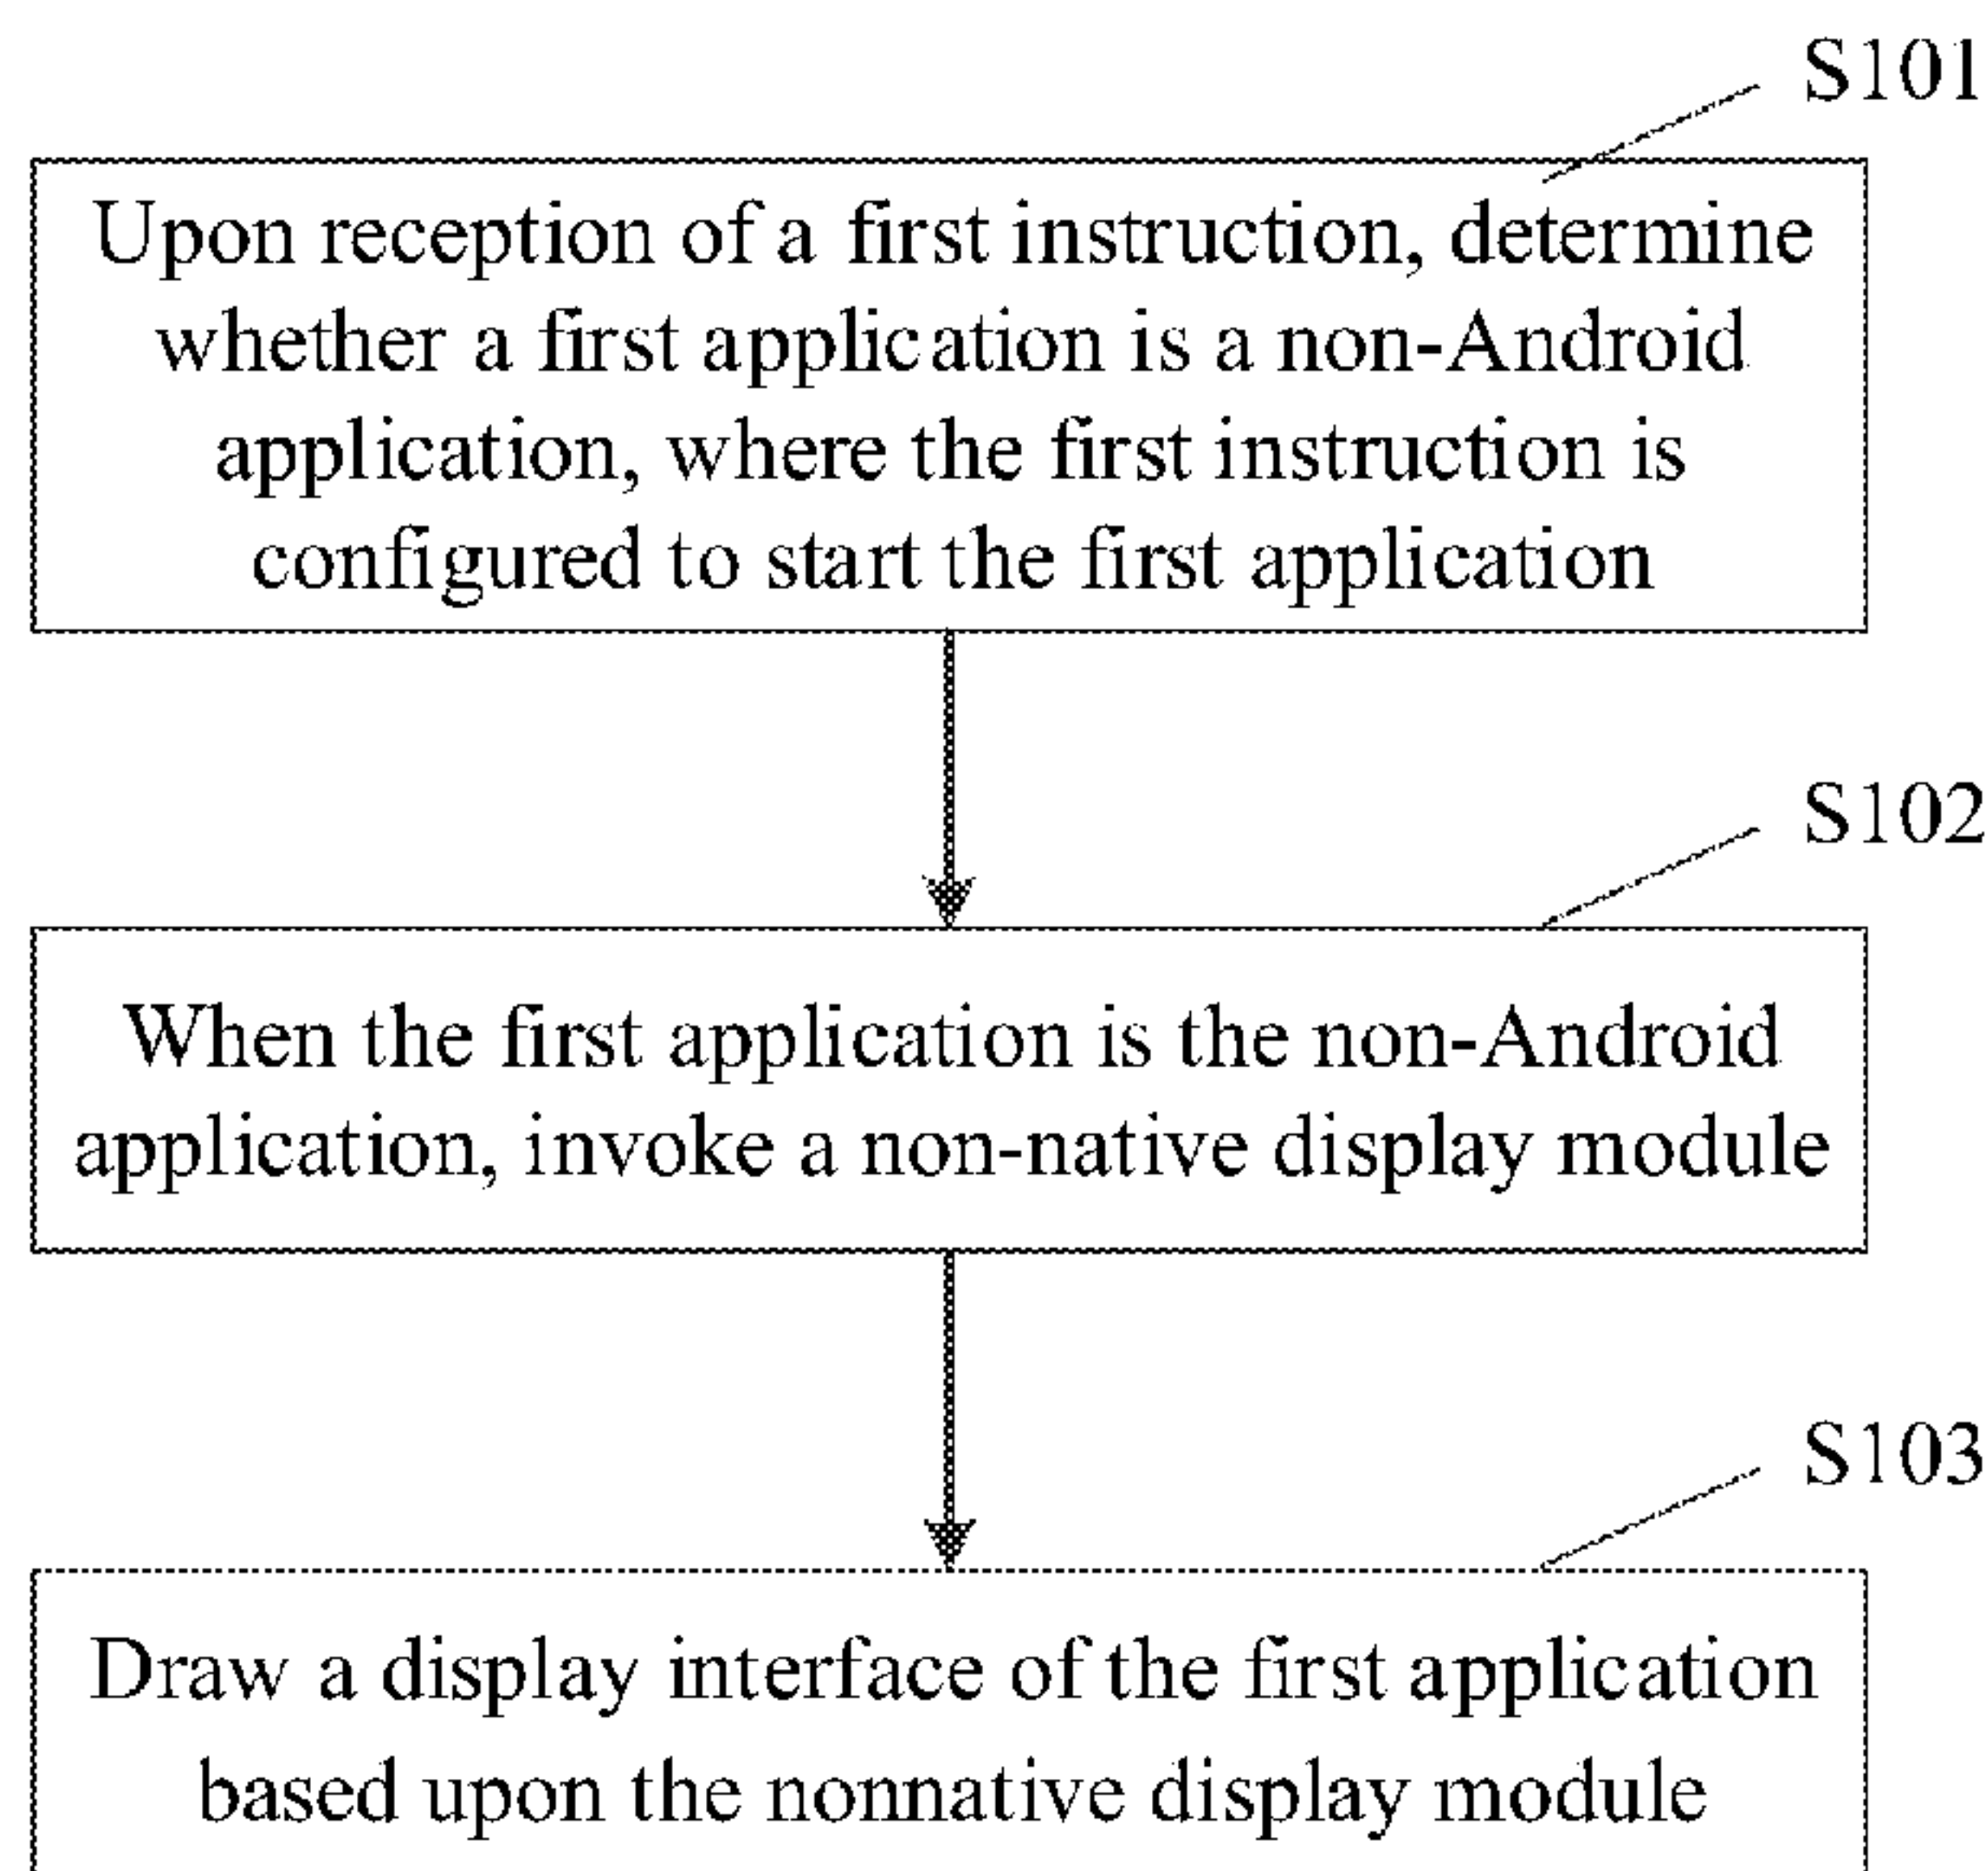 S101
Upon reception of a first instruction, determine
whether a first application is a non-Android
application, where the first instruction is
configured to start the first application
S102
When the first application is the non-Android
application, invoke a non-native display module
S103
Draw a display interface of the first application
based upon the nonnative display module